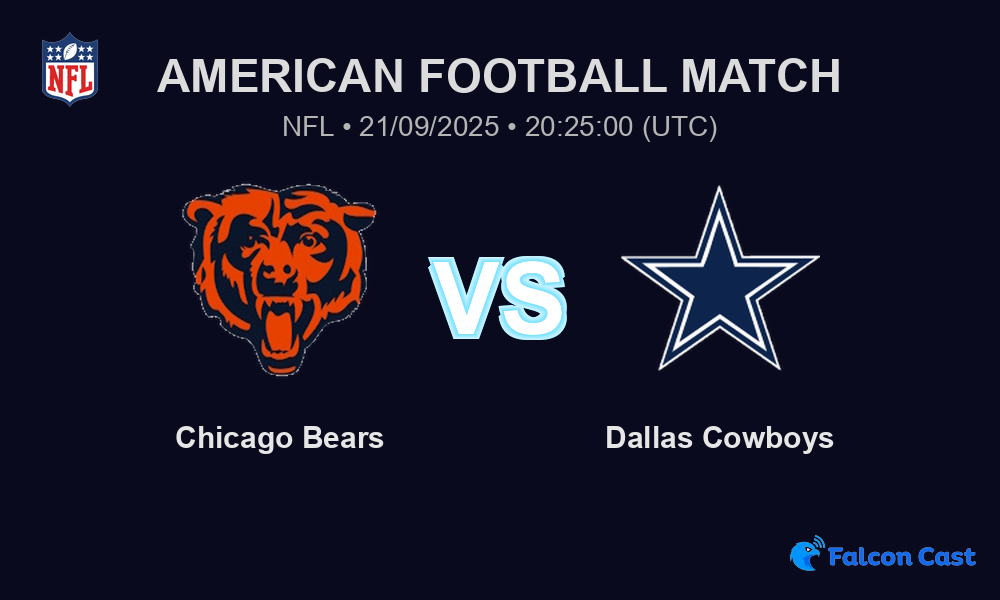 NFL
AMERICAN FOOTBALL MATCH
NFL • 21/09/2025 • 20:25:00 (UTC)
VS
Chicago Bears
Dallas Cowboys
Falcon Cast